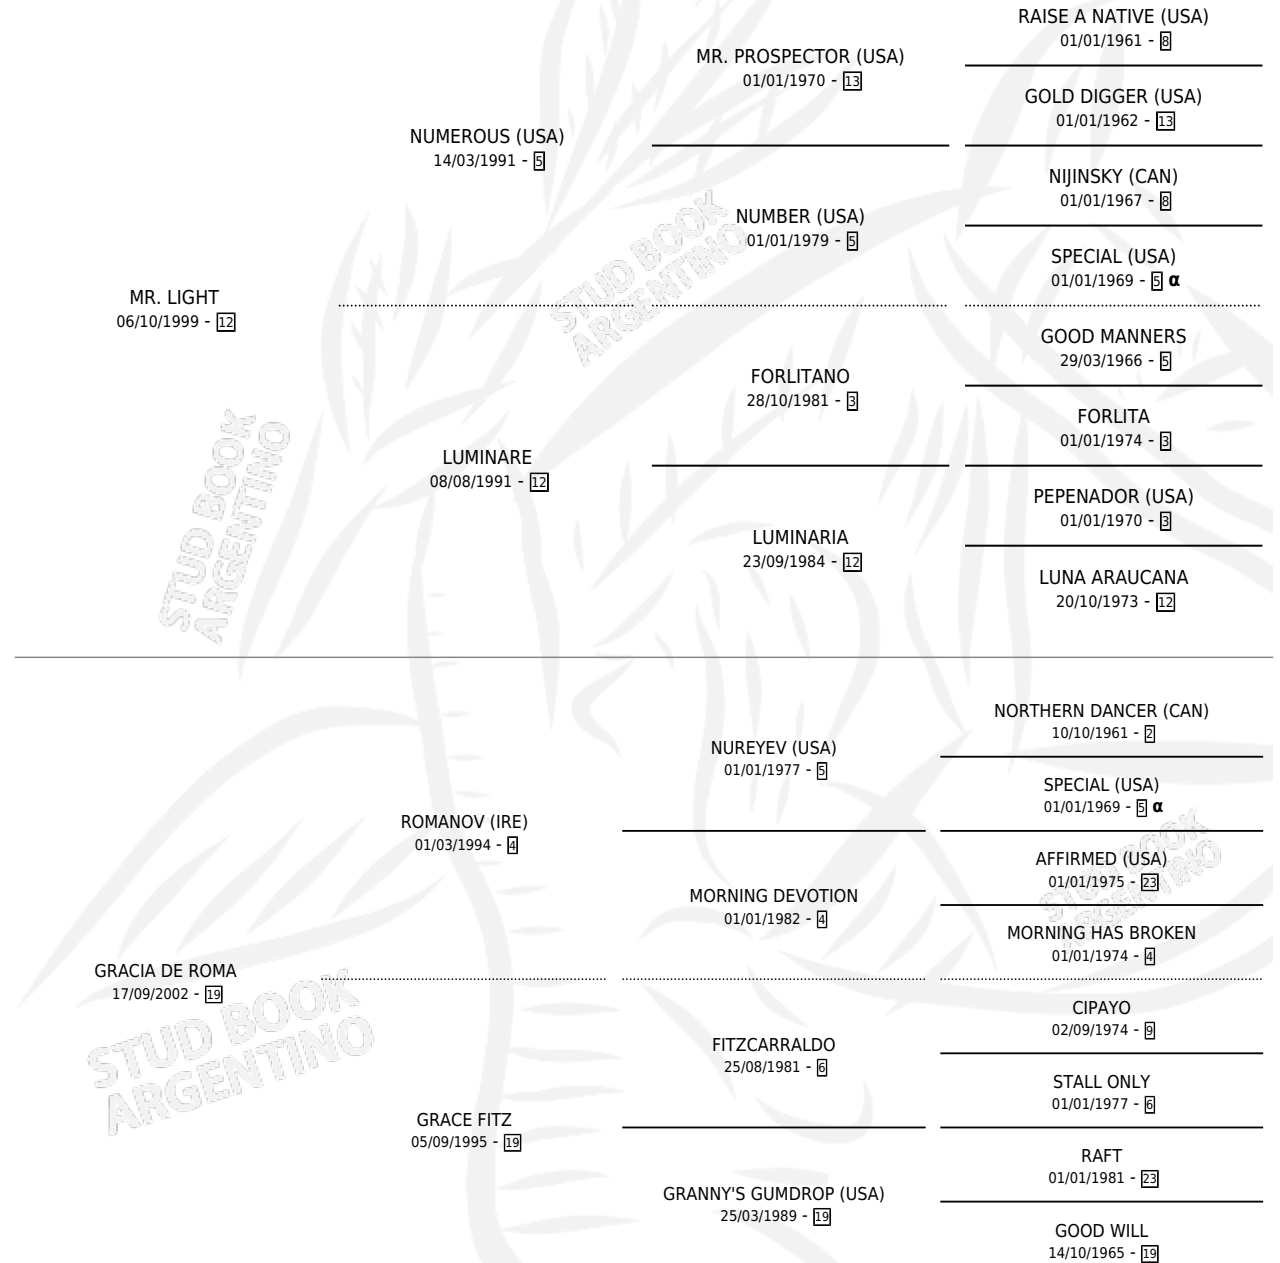 RAISE A NATIVE (USA)
01/01/1961 - 8
MR. PROSPECTOR (USA)
01/01/1970 - 13
GOLD DIGGER (USA)
01/01/1962 - 13
NUMEROUS (USA)
14/03/1991 - 5
NIJINSKY (CAN)
01/01/1967 - 8
NUMBER (USA)
01/01/1979 - 5
SPECIAL (USA)
01/01/1969 - 5 α
MR. LIGHT
06/10/1999 - 12
GOOD MANNERS
29/03/1966 - 5
FORLITANO
28/10/1981 - 3
FORLITA
01/01/1974 - 3
LUMINARE
08/08/1991 - 12
PEPENADOR (USA)
01/01/1970 - 3
LUMINARIA
23/09/1984 - 12
LUNA ARAUCANA
20/10/1973 - 12
NORTHERN DANCER (CAN)
10/10/1961 - 2
NUREYEV (USA)
01/01/1977 - 5
SPECIAL (USA)
01/01/1969 - 5 α
ROMANOV (IRE)
01/03/1994 - 4
AFFIRMED (USA)
01/01/1975 - 23
MORNING DEVOTION
01/01/1982 - 4
MORNING HAS BROKEN
01/01/1974 - 4
GRACIA DE ROMA
17/09/2002 - 19
CIPAYO
02/09/1974 - 9
FITZCARRALDO
25/08/1981 - 6
STALL ONLY
01/01/1977 - 6
GRACE FITZ
05/09/1995 - 19
RAFT
01/01/1981 - 23
GRANNY'S GUMDROP (USA)
25/03/1989 - 19
GOOD WILL
14/10/1965 - 19
STUD BOOK
ARGENTINO
STUD BOOK
ARGENTINO
STUD BOOK
ARGENTINO
STUD BOOK
ARGENTINO